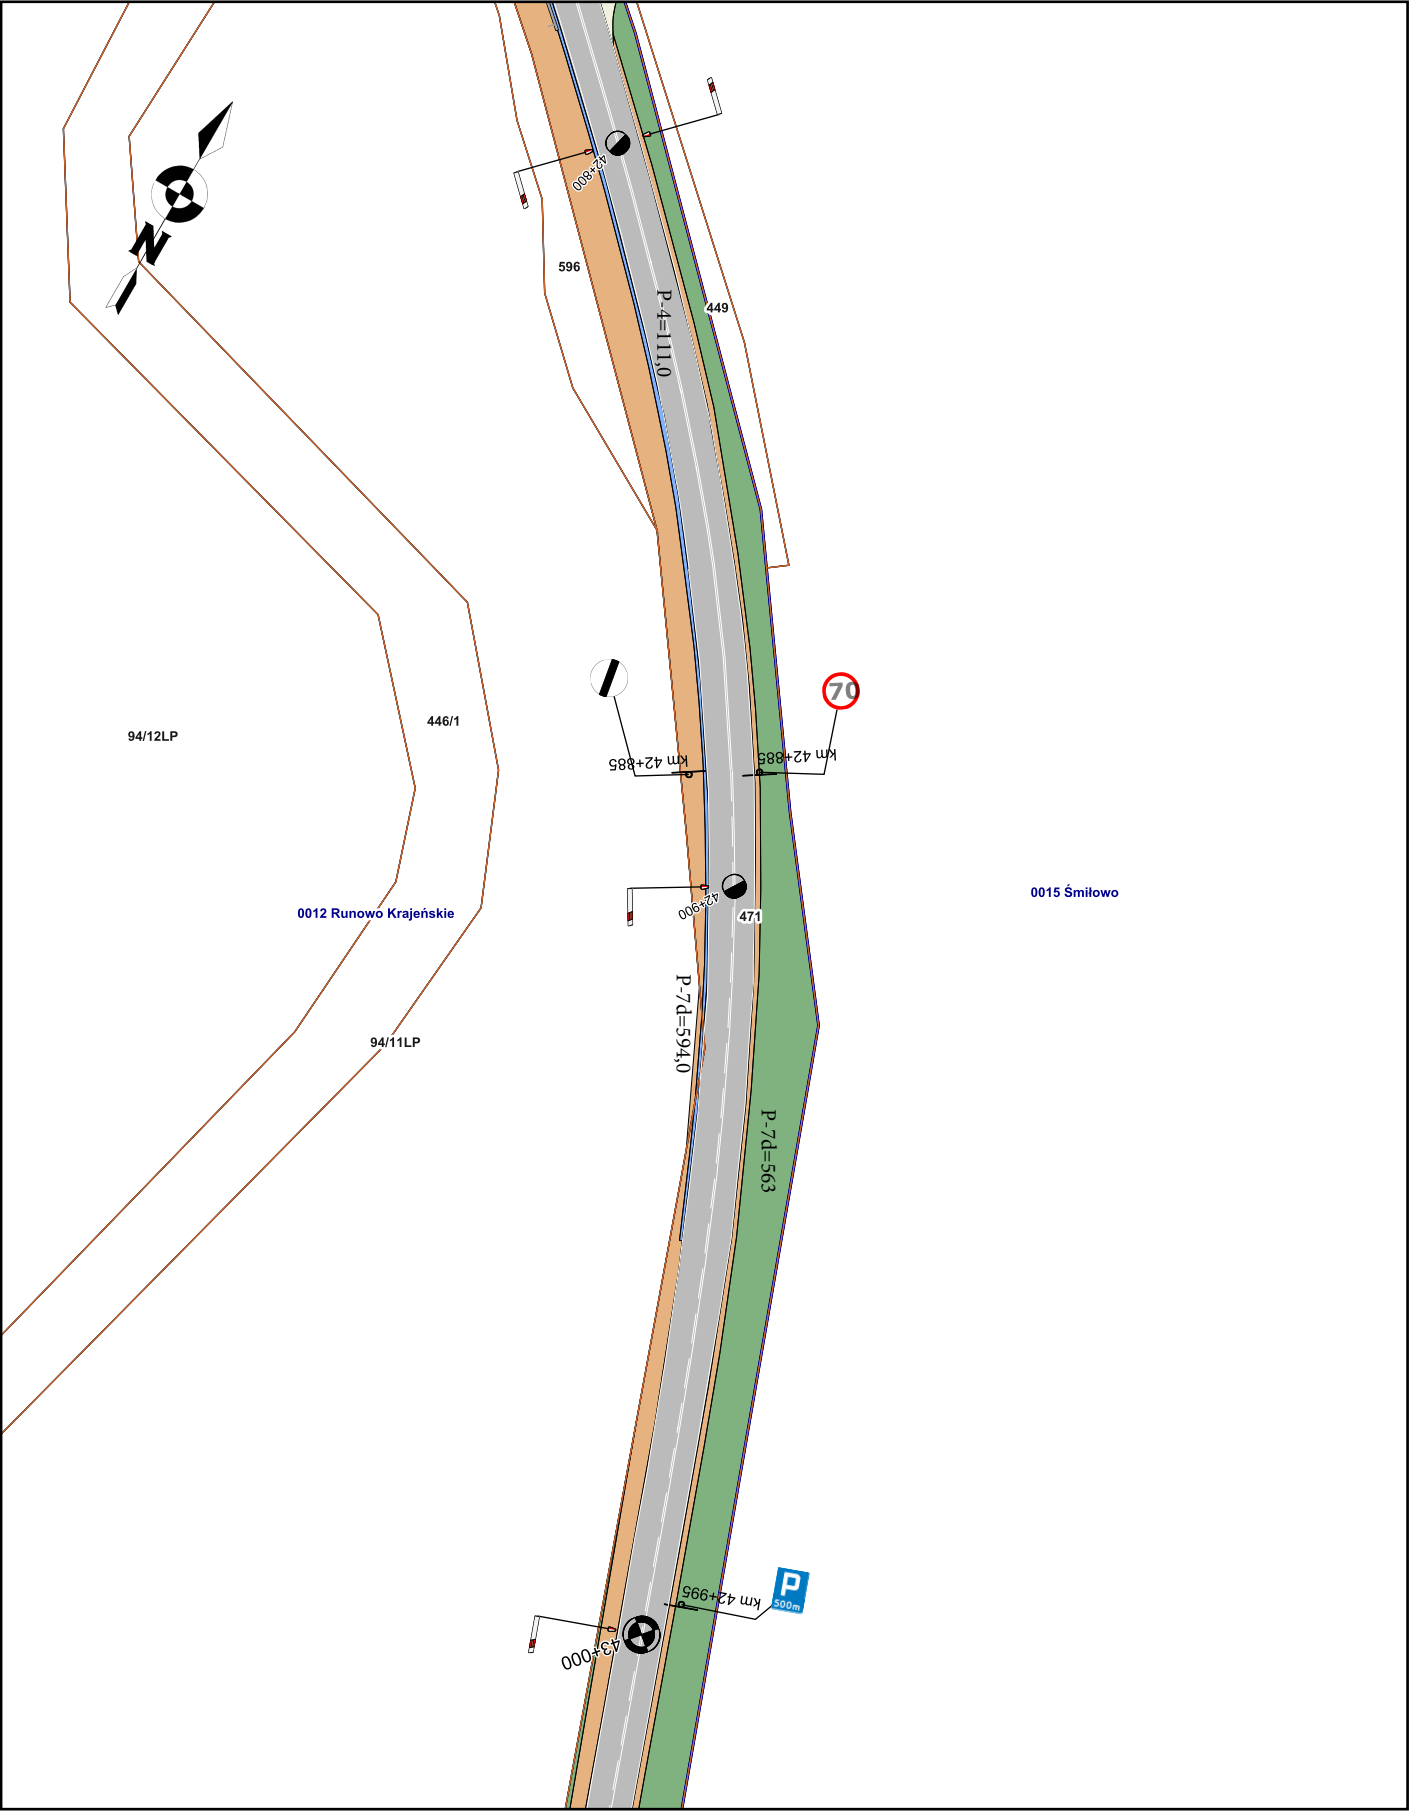 42+800
N
596
P-4=111,0
449
70
446/1
94/12LP
km 42+885
km 42+885
0015 Śmiłowo
42+900
0012 Runowo Krajeńskie
471
P-7d=594,0
94/11LP
P-7d=563
P
500m
km 42+995
43+000